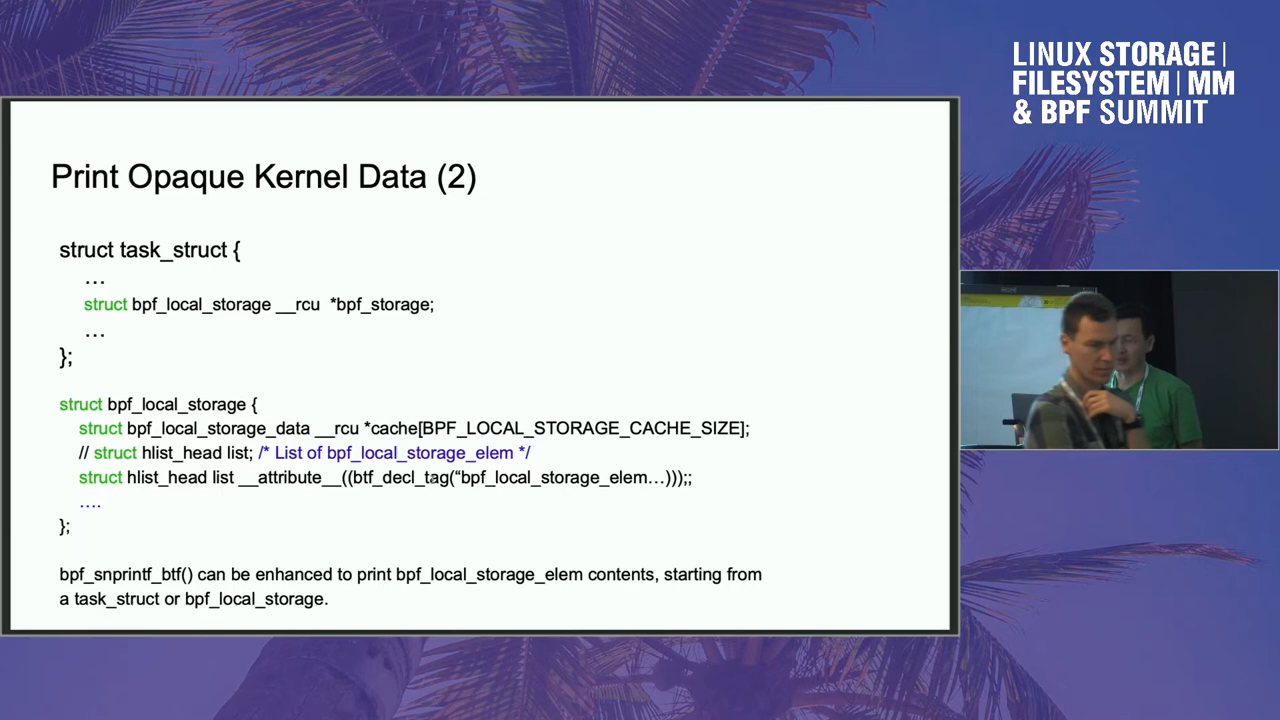 LINUX STORAGE |
FILESYSTEM | MM
& BPF SUMMIT
Print Opaque Kernel Data (2)
struct task_struct {
…
struct bpf_local_storage __rcu *bpf_storage;
…
};
struct bpf_local_storage {
struct bpf_local_storage_data __rcu *cache[BPF_LOCAL_STORAGE_CACHE_SIZE];
// struct hlist_head list; /* List of bpf_local_storage_elem */
struct hlist_head list __attribute__((btf_decl_tag(“bpf_local_storage_elem…)));;
….
};
bpf_snprintf_btf() can be enhanced to print bpf_local_storage_elem contents, starting from
a task_struct or bpf_local_storage.